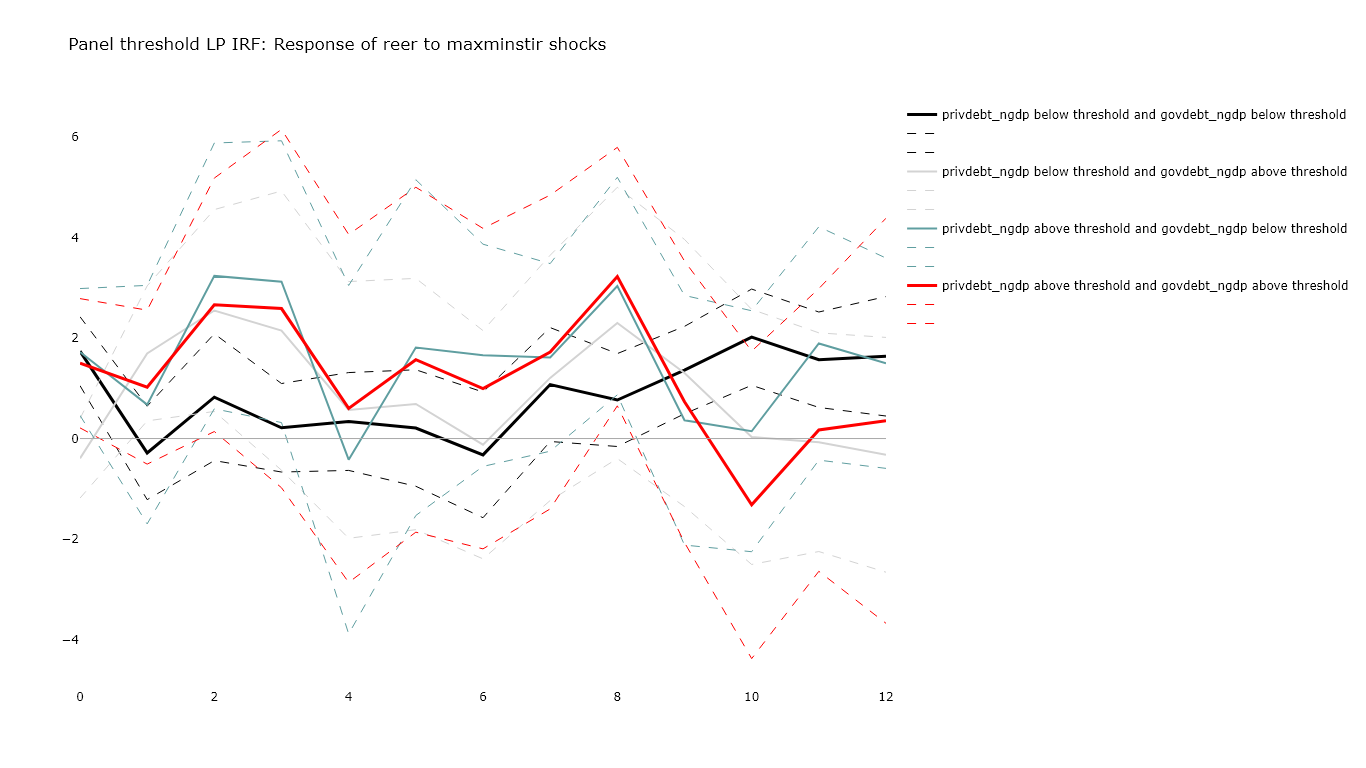 Panel threshold LP IRF: Response of reer to maxminstir shocks
privdebt_ngdp below threshold and govdebt_ngdp below threshold
privdebt_ngdp below threshold and govdebt_ngdp above threshold
privdebt_ngdp above threshold and govdebt_ngdp below threshold
privdebt_ngdp above threshold and govdebt_ngdp above threshold
6
4
2
0
−2
−4
0 2 4 6 8 10 12